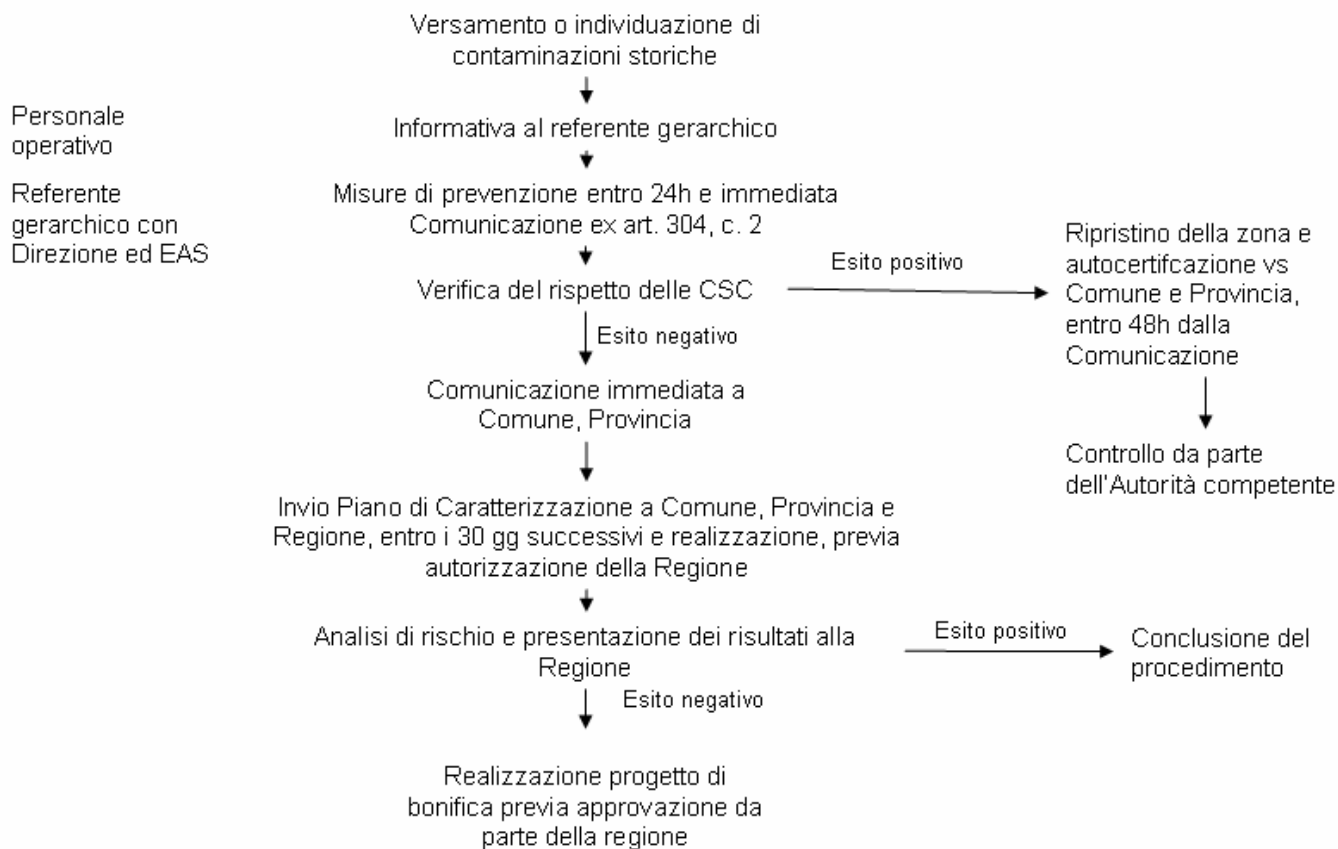 Versamento o individuazione di
contaminazioni storiche
Personale
operativo
Informativa al referente gerarchico
Referente
gerarchico con
Direzione ed EAS
Misure di prevenzione entro 24h e immediata
Comunicazione ex art. 304, c. 2
Verifica del rispetto delle CSC
Esito positivo
Ripristino della zona e
autocertifcazione vs
Comune e Provincia,
entro 48h dalla
Comunicazione
Esito negativo
Comunicazione immediata a
Comune, Provincia
Controllo da parte
dell'Autorità competente
Invio Piano di Caratterizzazione a Comune, Provincia e
Regione, entro i 30 gg successivi e realizzazione, previa
autorizzazione della Regione
Analisi di rischio e presentazione dei risultati alla
Regione
Esito positivo
Conclusione del
procedimento
Esito negativo
Realizzazione progetto di
bonifica previa approvazione da
parte della regione